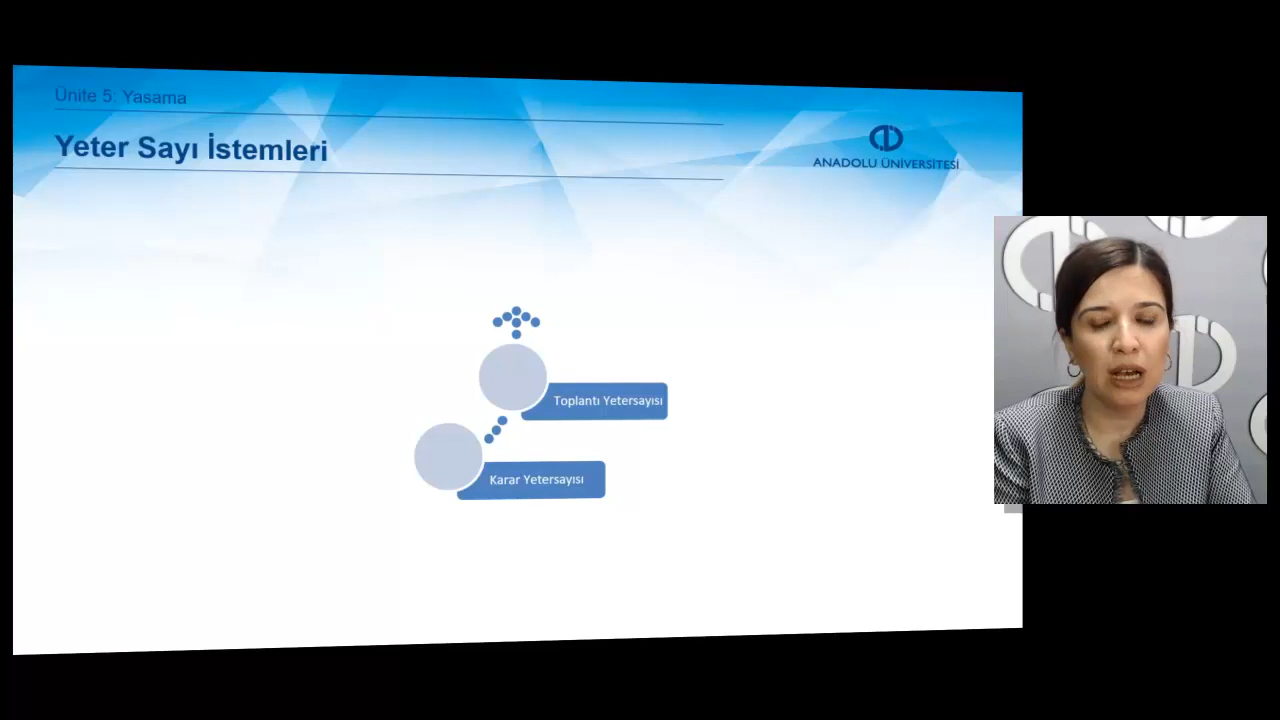 Ünite 5: Yasama
Yeter Sayı İstemleri
ANADOLU ÜNİVERSİTESİ
Toplantı Yetersayısı
Karar Yetersayısı